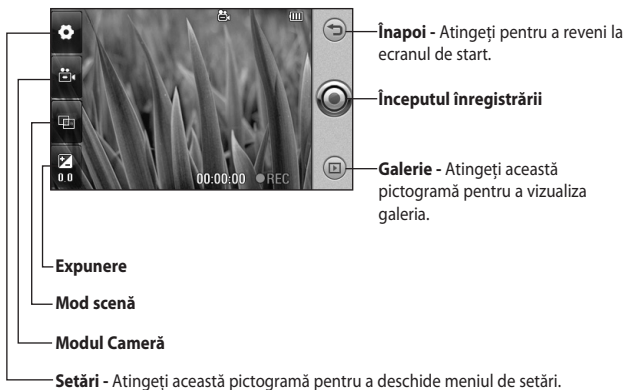 Înapoi - Atingeți pentru a reveni la
ecranul de start.
Începutul înregistrării
0.0
00:00:00 REC
Galerie - Atingeți această
pictogramă pentru a vizualiza
galeria.
Expunere
Mod scenă
Modul Cameră
Setări - Atingeți această pictogramă pentru a deschide meniul de setări.